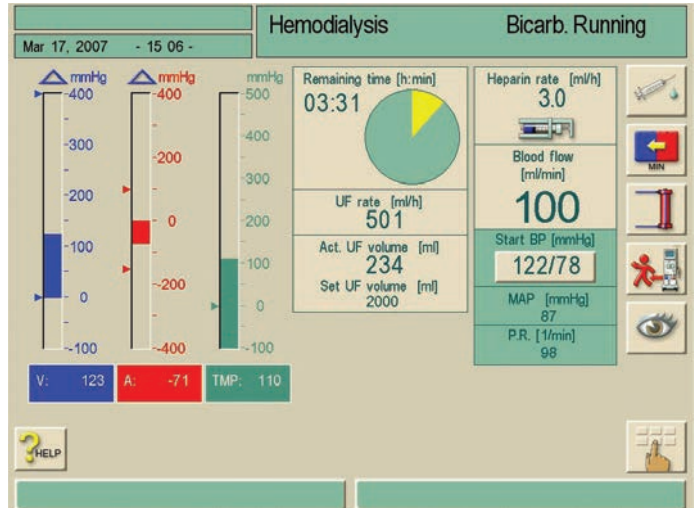 Hemodialysis
Bicarb. Running
Mar 17, 2007 - 15 06 -
mmHg
400
300
200
100
0
-100
V: 123
mmHg
400
200
0
-200
-400
A: -71
mmHg
500
400
300
200
100
0
-100
TMP: 110
Remaining time [h:min]
03:31
UF rate [ml/h]
501
Act. UF volume [ml]
234
Set UF volume [ml]
2000
Heparin rate [ml/h]
3.0
Blood flow
[ml/min]
100
Start BP [mmHg]
122/78
MAP [mmHg]
87
P.R. [1/min]
98
MIN
?HELP